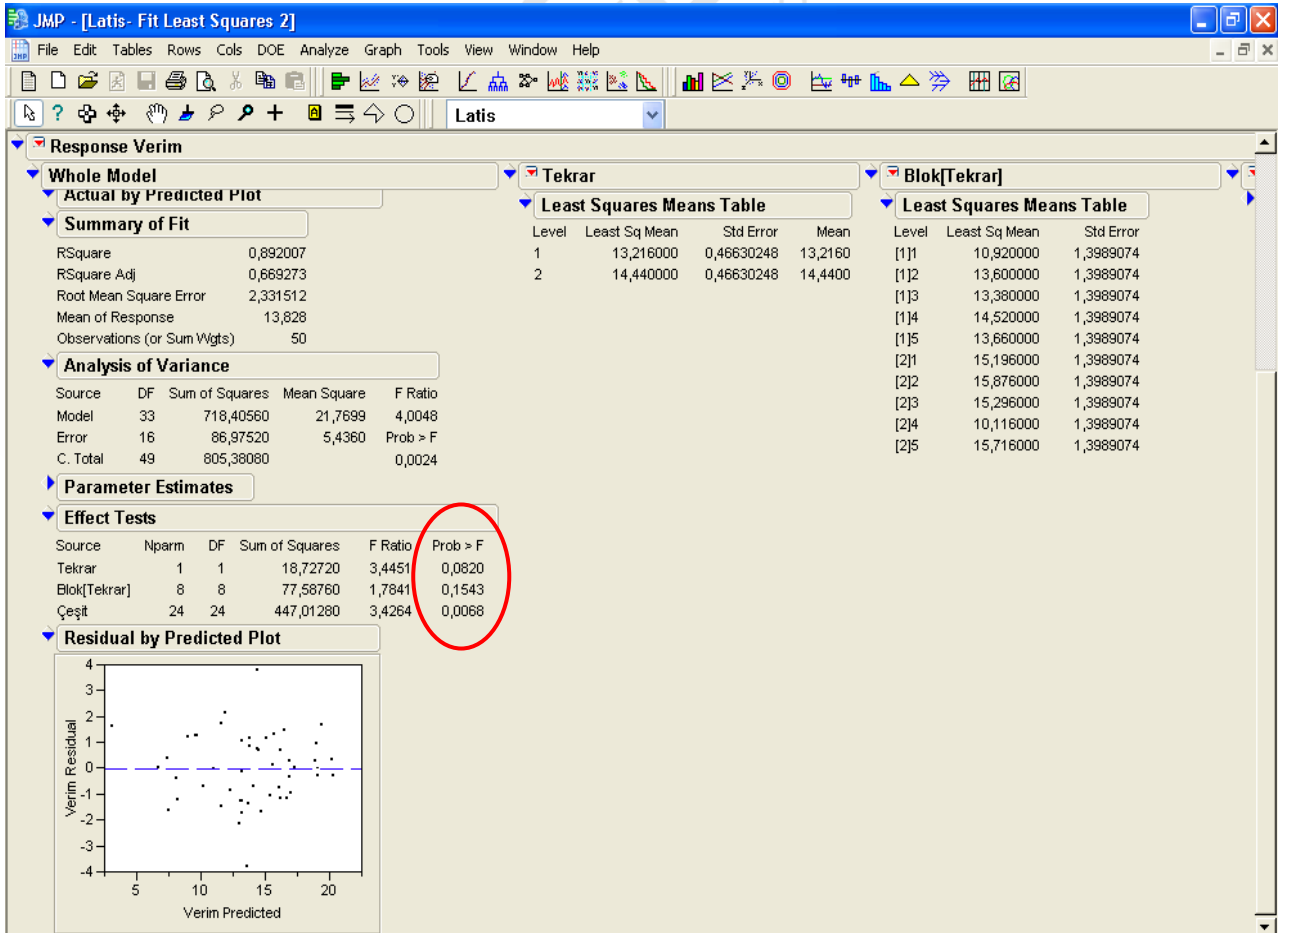 JMP - [Latis- Fit Least Squares 2]
File Edit Tables Rows Cols DOE Analyze Graph Tools View Window Help
Latis
Response Verim
Whole Model
Actual by Predicted Plot
Summary of Fit
RSquare 0,892007
RSquare Adj 0,669273
Root Mean Square Error 2,331512
Mean of Response 13,828
Observations (or Sum Wgts) 50
Analysis of Variance
Source DF Sum of Squares Mean Square F Ratio
Model 33 718,40560 21,7699 4,0048
Error 16 86,97520 5,4360 Prob > F
C. Total 49 805,38080 0,0024
Parameter Estimates
Effect Tests
Source Nparm DF Sum of Squares F Ratio Prob > F
Tekrar 1 1 18,72720 3,4451 0,0820
Blok[Tekrar] 8 8 77,58760 1,7841 0,1543
Çeşit 24 24 447,01280 3,4264 0,0068
Residual by Predicted Plot
Verim Residual
4
3
2
1
0
-1
-2
-3
-4
5 10 15 20
Verim Predicted
Tekrar
Least Squares Means Table
Level Least Sq Mean Std Error Mean
1 13,216000 0,46630248 13,2160
2 14,440000 0,46630248 14,4400
Blok[Tekrar]
Least Squares Means Table
Level Least Sq Mean Std Error
[1]1 10,920000 1,3989074
[1]2 13,600000 1,3989074
[1]3 13,380000 1,3989074
[1]4 14,520000 1,3989074
[1]5 13,660000 1,3989074
[2]1 15,196000 1,3989074
[2]2 15,876000 1,3989074
[2]3 15,296000 1,3989074
[2]4 10,116000 1,3989074
[2]5 15,716000 1,3989074